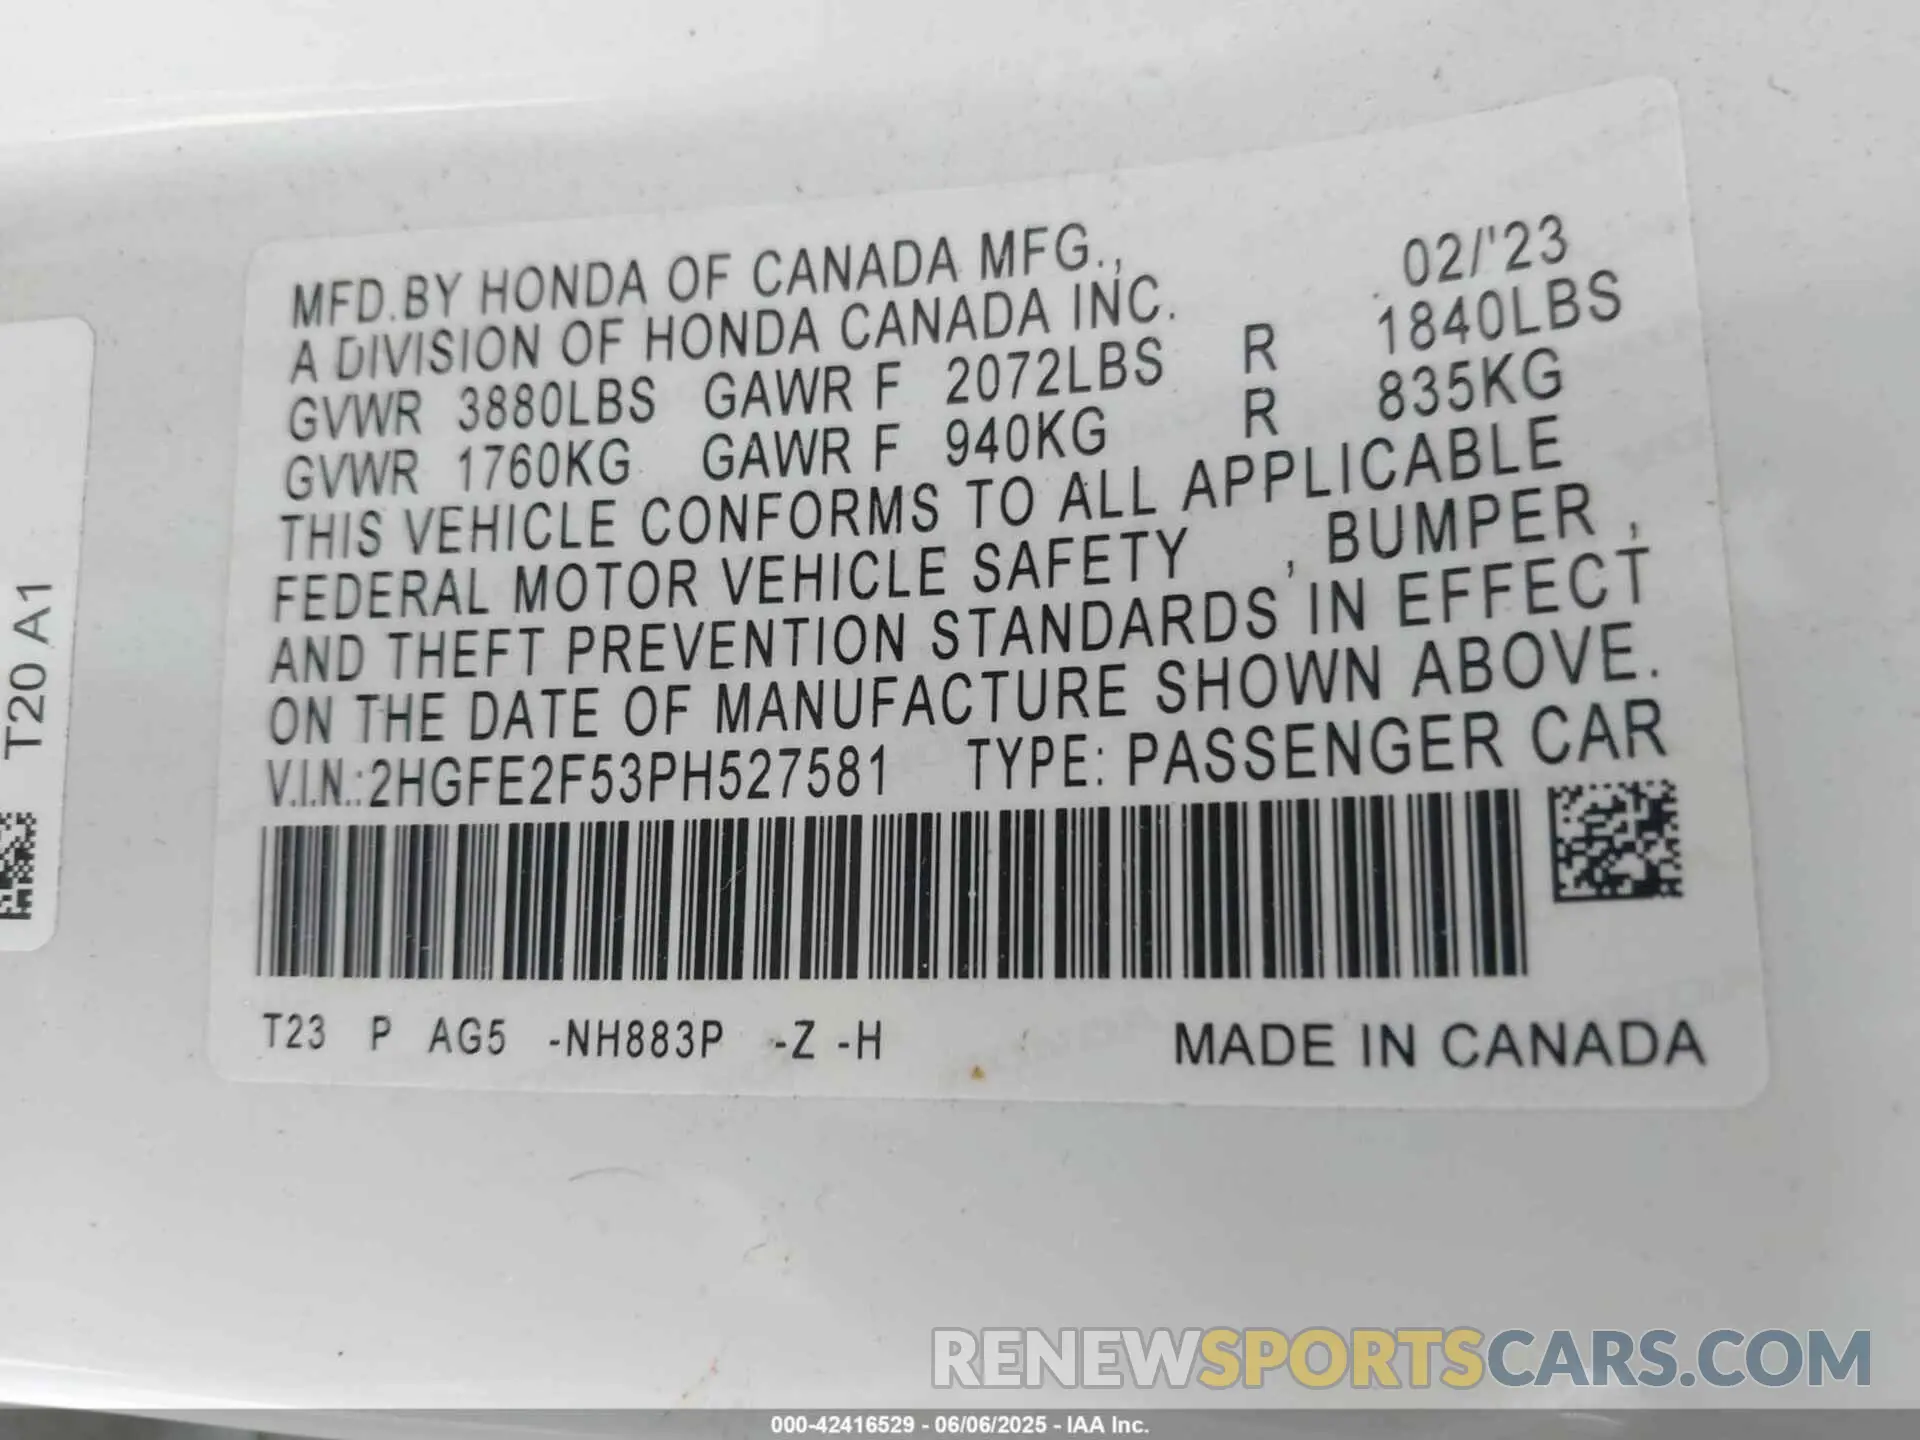 MFD.BY HONDA OF CANADA MFG., 02/'23
A DIVISION OF HONDA CANADA INC.
GVWR 3880LBS GAWR F 2072LBS R 1840LBS
GVWR 1760KG GAWR F 940KG R 835KG
THIS VEHICLE CONFORMS TO ALL APPLICABLE
FEDERAL MOTOR VEHICLE SAFETY , BUMPER ,
AND THEFT PREVENTION STANDARDS IN EFFECT
ON THE DATE OF MANUFACTURE SHOWN ABOVE.
V.I.N.:2HGFE2F53PH527581 TYPE: PASSENGER CAR
T23 P AG5 -NH883P -Z -H MADE IN CANADA
T20 A1
RENEWSPORTSCARS.COM
000-42416529 - 06/06/2025 - IAA Inc.